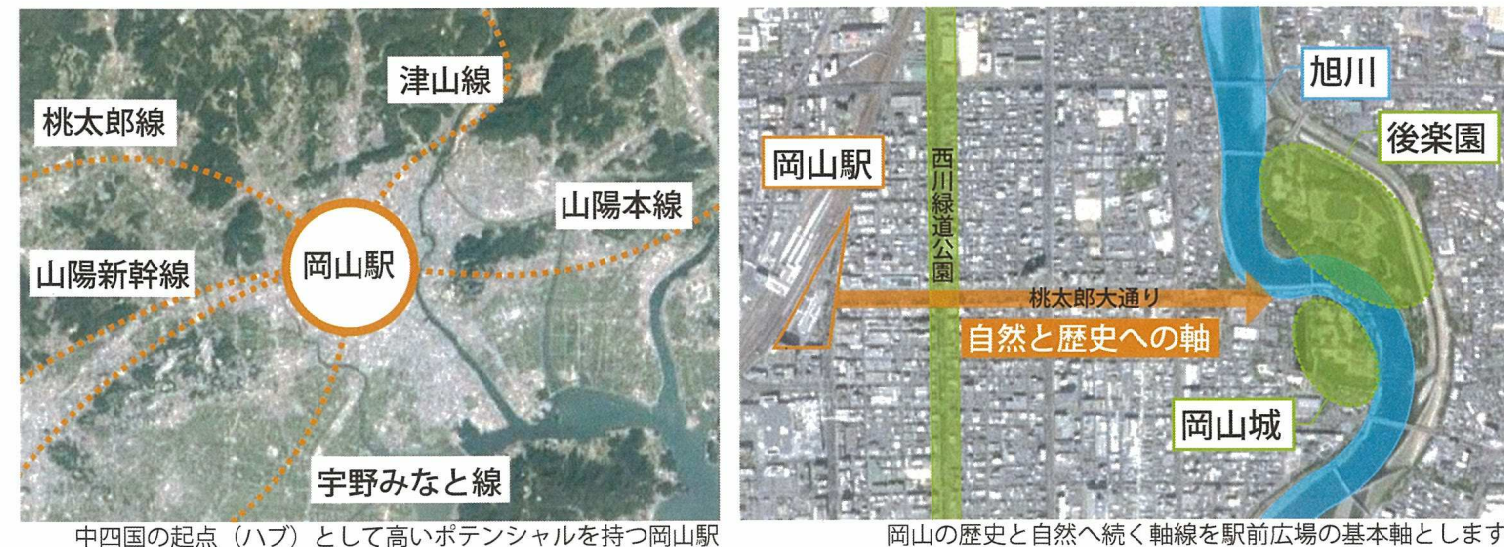 津山線
桃太郎線
山陽本線
岡山駅
山陽新幹線
宇野みなと線
中四国の起点（ハブ）として高いポテンシャルを持つ岡山駅
旭川
後楽園
岡山駅
西川緑道公園
桃太郎大通り
自然と歴史への軸
岡山城
岡山の歴史と自然へ続く軸線を駅前広場の基本軸とします